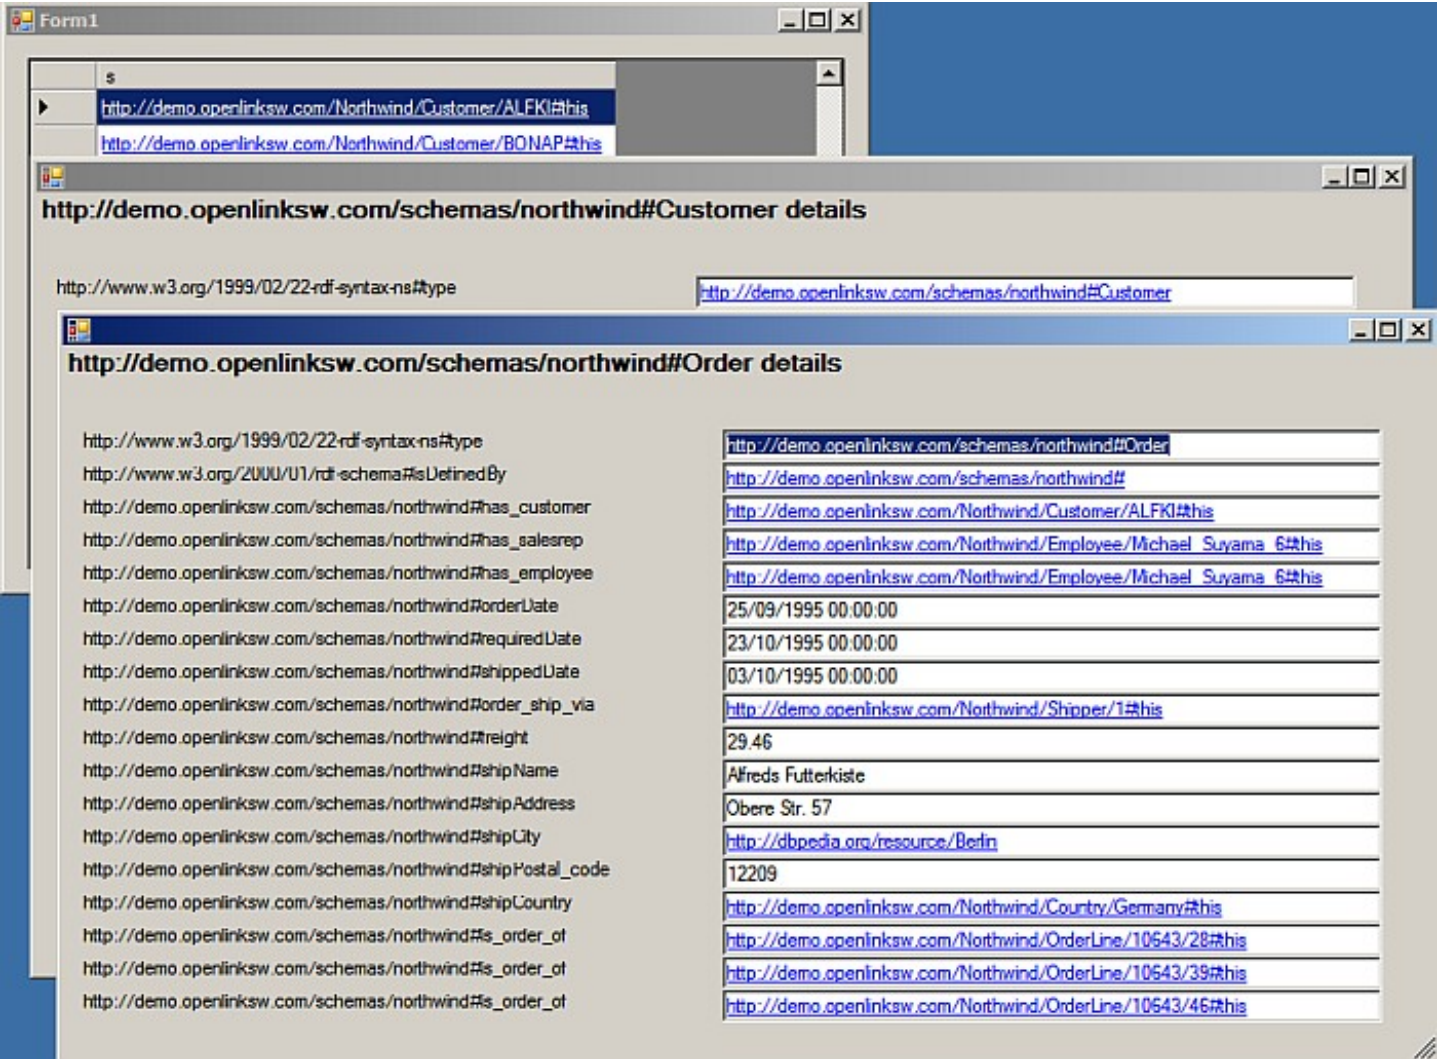 Form1
s
http://demo.openlinksw.com/Northwind/Customer/ALFKI#this
http://demo.openlinksw.com/Northwind/Customer/BONAP#this
http://demo.openlinksw.com/schemas/northwind#Customer details
http://www.w3.org/1999/02/22-rdf-syntax-ns#type http://demo.openlinksw.com/schemas/northwind#Customer
http://demo.openlinksw.com/schemas/northwind#Order details
http://www.w3.org/1999/02/22-rdf-syntax-ns#type http://demo.openlinksw.com/schemas/northwind#Order
http://www.w3.org/2000/01/rdf-schema#isDefinedBy http://demo.openlinksw.com/schemas/northwind#
http://demo.openlinksw.com/schemas/northwind#has_customer http://demo.openlinksw.com/Northwind/Customer/ALFKI#this
http://demo.openlinksw.com/schemas/northwind#has_salesrep http://demo.openlinksw.com/Northwind/Employee/Michael_Suyama_6#this
http://demo.openlinksw.com/schemas/northwind#has_employee http://demo.openlinksw.com/Northwind/Employee/Michael_Suyama_6#this
http://demo.openlinksw.com/schemas/northwind#orderDate 25/09/1995 00:00:00
http://demo.openlinksw.com/schemas/northwind#requiredDate 23/10/1995 00:00:00
http://demo.openlinksw.com/schemas/northwind#shippedDate 03/10/1995 00:00:00
http://demo.openlinksw.com/schemas/northwind#order_ship_via http://demo.openlinksw.com/Northwind/Shipper/1#this
http://demo.openlinksw.com/schemas/northwind#freight 29.46
http://demo.openlinksw.com/schemas/northwind#shipName Alfreds Futterkiste
http://demo.openlinksw.com/schemas/northwind#shipAddress Obere Str. 57
http://demo.openlinksw.com/schemas/northwind#shipCity http://dbpedia.org/resource/Berlin
http://demo.openlinksw.com/schemas/northwind#shipPostal_code 12209
http://demo.openlinksw.com/schemas/northwind#shipCountry http://demo.openlinksw.com/Northwind/Country/Germany#this
http://demo.openlinksw.com/schemas/northwind#is_order_of http://demo.openlinksw.com/Northwind/OrderLine/10643/28#this
http://demo.openlinksw.com/schemas/northwind#is_order_of http://demo.openlinksw.com/Northwind/OrderLine/10643/39#this
http://demo.openlinksw.com/schemas/northwind#is_order_of http://demo.openlinksw.com/Northwind/OrderLine/10643/46#this